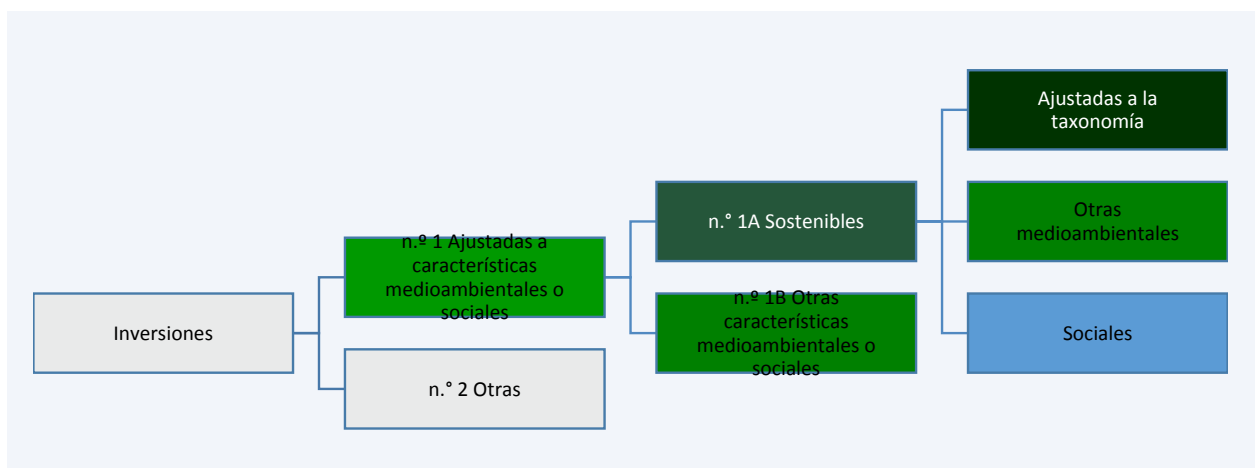 Inversiones
n.º 1 Ajustadas a
características
medioambientales o
sociales
n.° 2 Otras
n.° 1A Sostenibles
n.º 1B Otras
características
medioambientales o
sociales
Ajustadas a la
taxonomía
Otras
medioambientales
Sociales